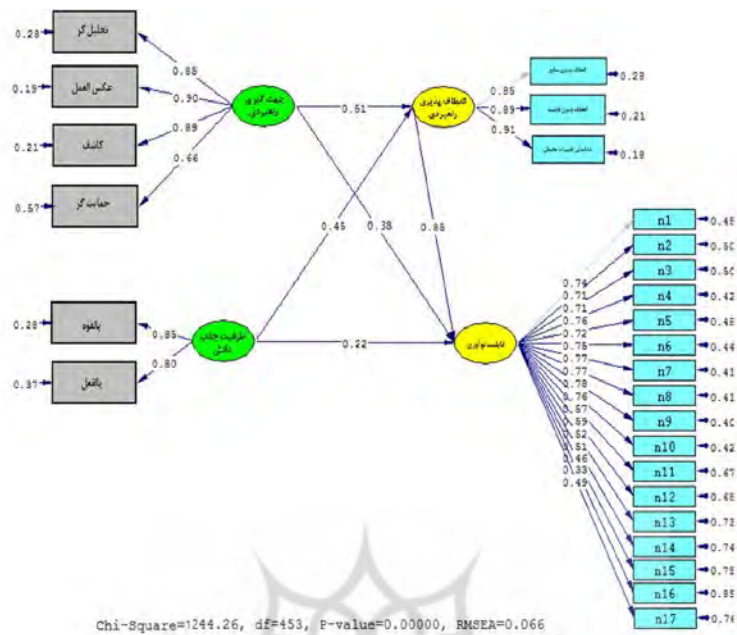 0.28
تحلیل گر
0.85
0.19
عکس العمل
0.90
0.21
0.89
0.57
حمایت گر
0.66
جهت گیری
راهبردی
0.51
0.38
انعطاف پذیری
راهبردی
0.85
0.28
0.89
0.21
0.91
0.18
0.45
0.88
0.28
بالقوه
0.85
0.37
بالفعل
0.80
ظرفیت جذب
دانش
0.22
قابلیت نوآوری
n1
n2
n3
n4
n5
n6
n7
n8
n9
n10
n11
n12
n13
n14
n15
n16
n17
0.74
0.71
0.71
0.76
0.72
0.75
0.77
0.77
0.78
0.76
0.57
0.59
0.52
0.51
0.46
0.33
0.49
0.50
0.50
0.42
0.44
0.41
0.41
0.40
0.42
0.67
0.74
0.76
Chi-Square=1244.26, df=453, P-value=0.00000, RMSEA=0.066